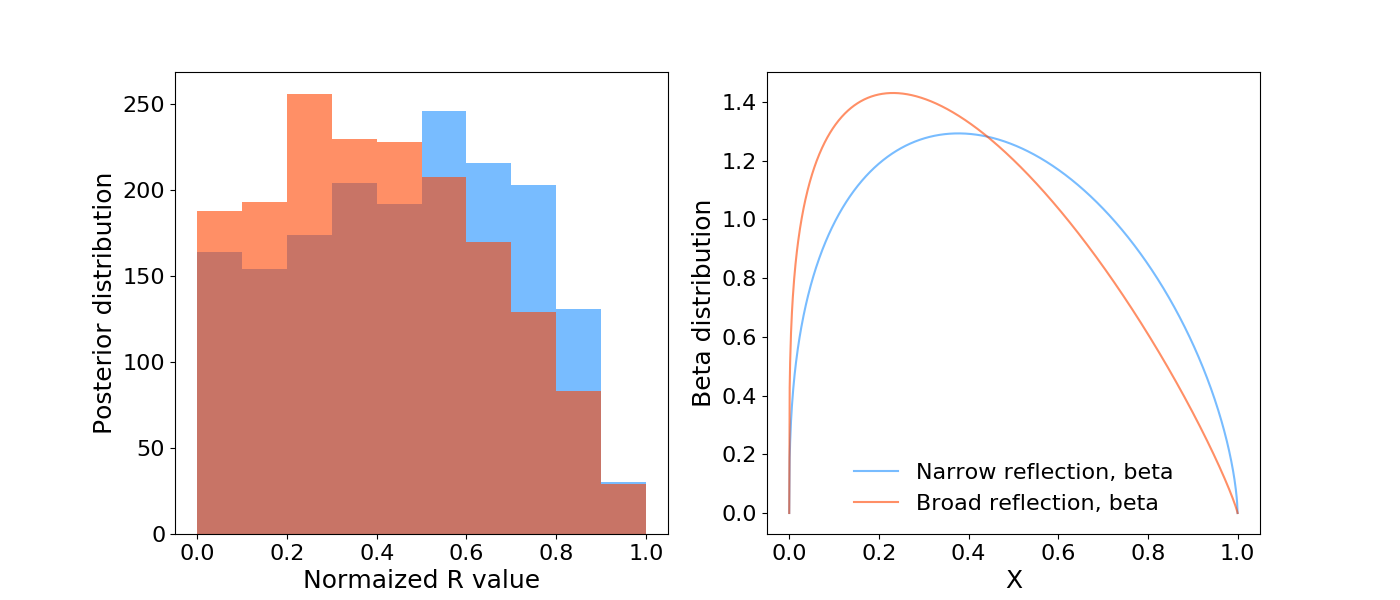 Posterior distribution
250
200
150
100
50
0
0.0 0.2 0.4 0.6 0.8 1.0
Normaized R value
Beta distribution
1.4
1.2
1.0
0.8
0.6
0.4
0.2
0.0
Narrow reflection, beta
Broad reflection, beta
0.0 0.2 0.4 0.6 0.8 1.0
X